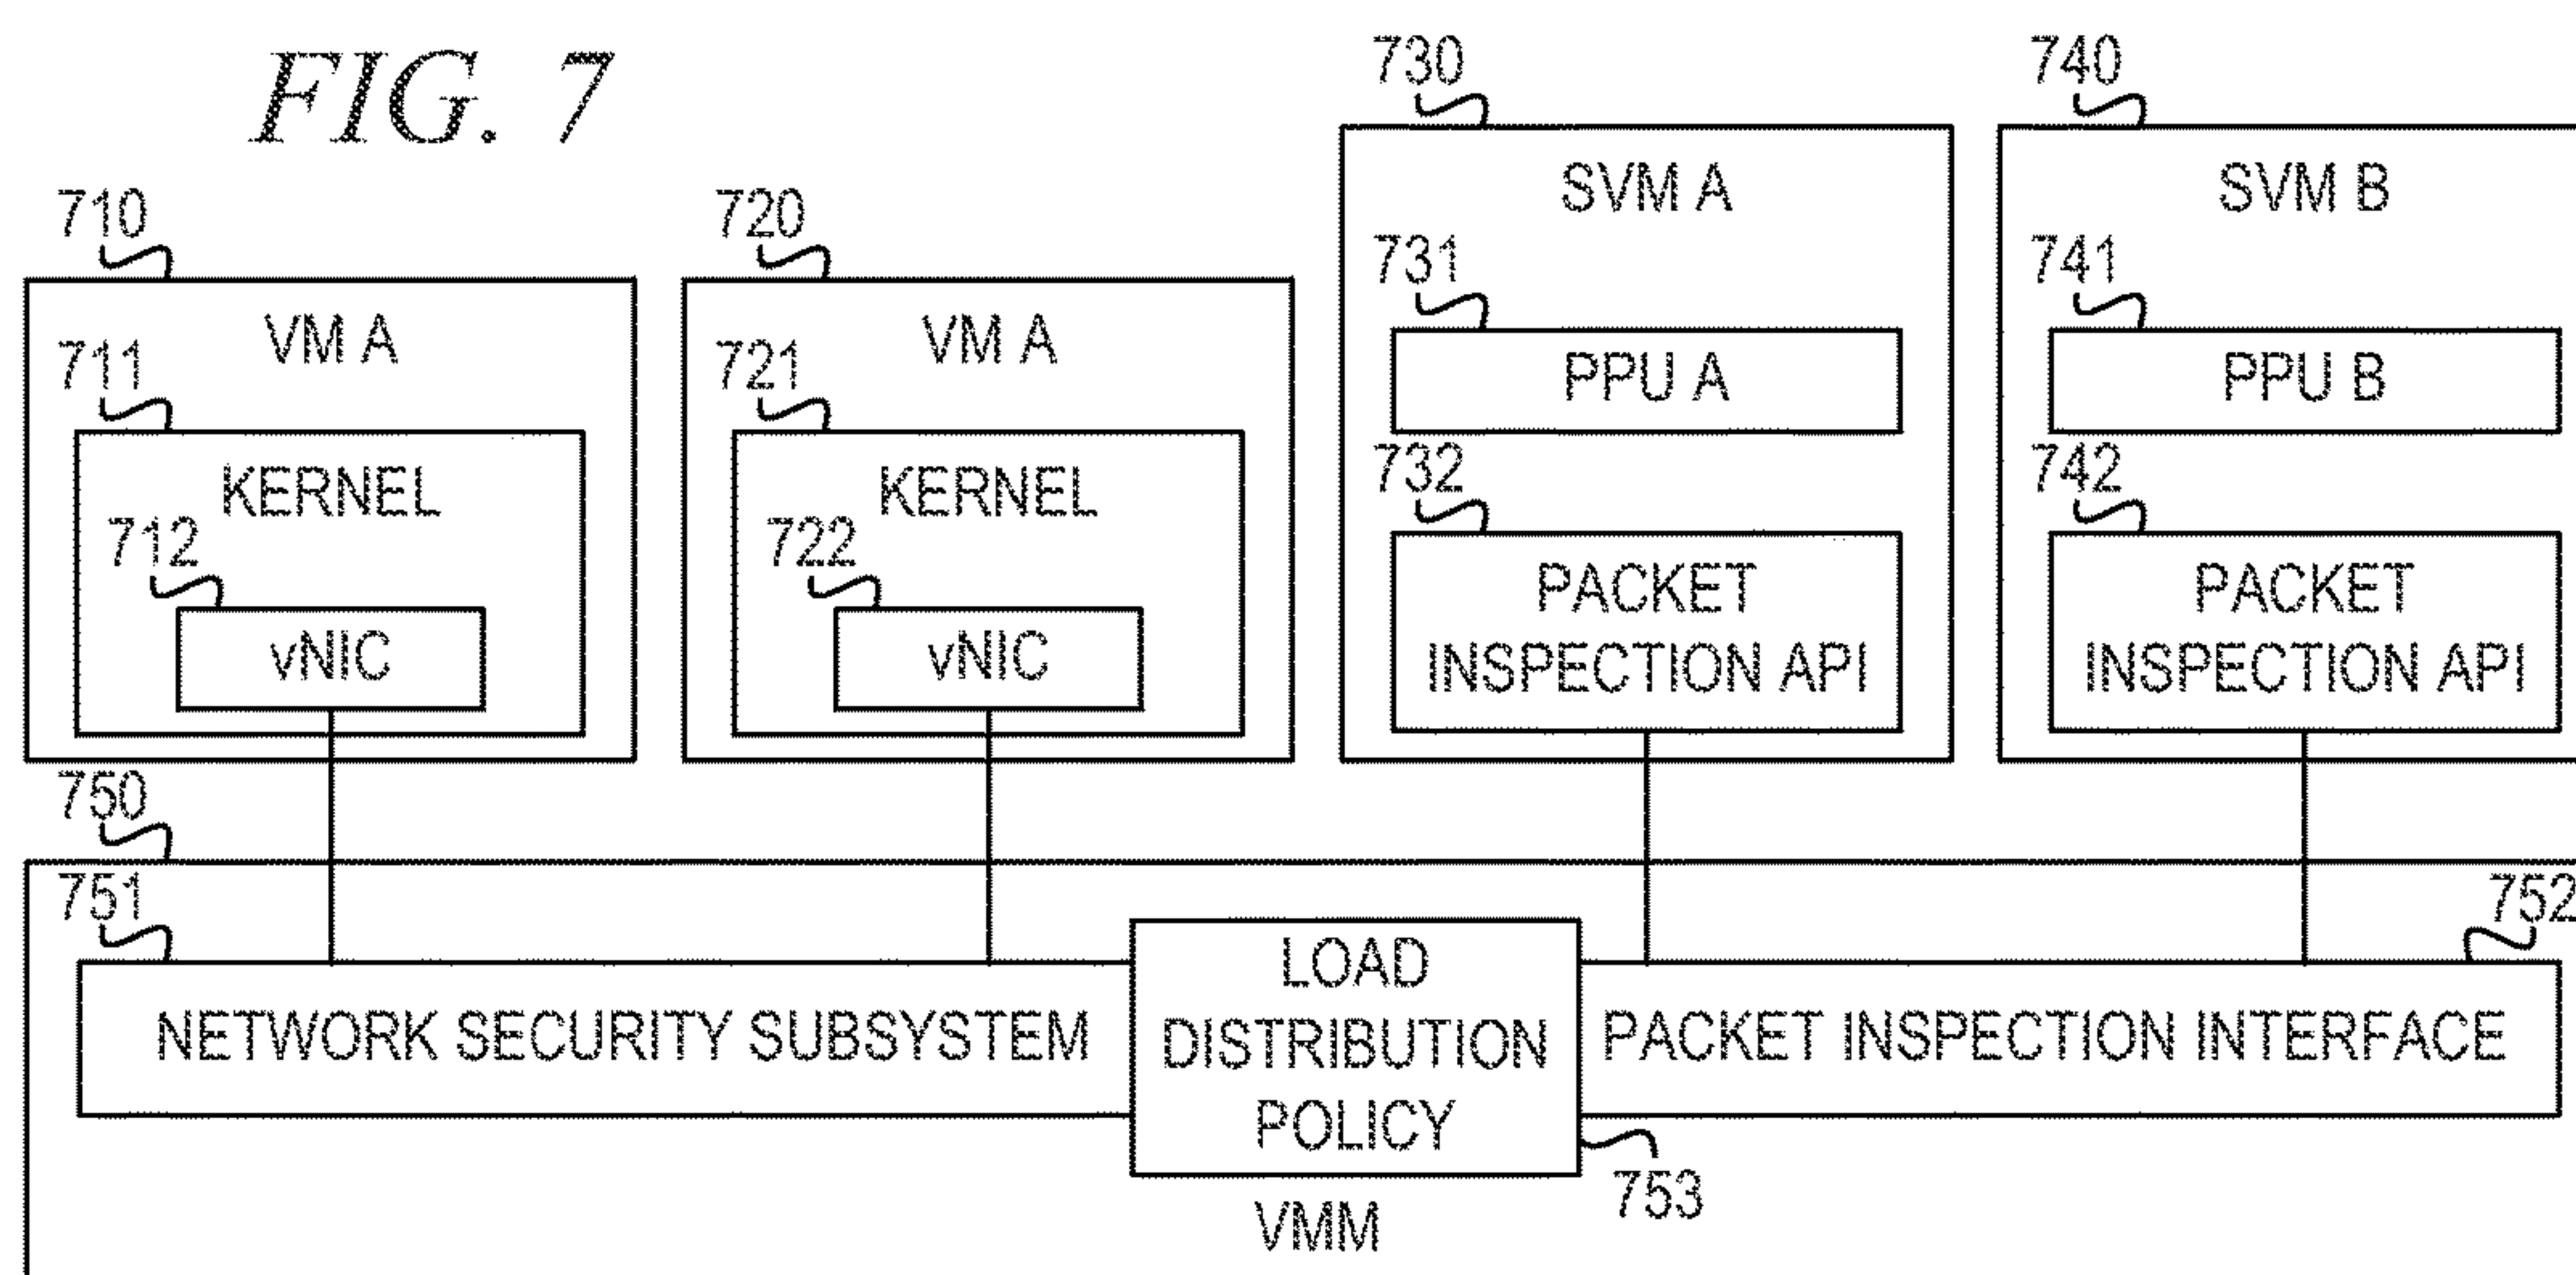 FIG. 7
710
VM A
711
KERNEL
712
vNIC
720
VM A
721
KERNEL
722
vNIC
730
SVM A
731
PPU A
732
PACKET
INSPECTION API
740
SVM B
741
PPU B
742
PACKET
INSPECTION API
750
751
NETWORK SECURITY SUBSYSTEM
LOAD
DISTRIBUTION
POLICY
753
752
PACKET INSPECTION INTERFACE
VMM